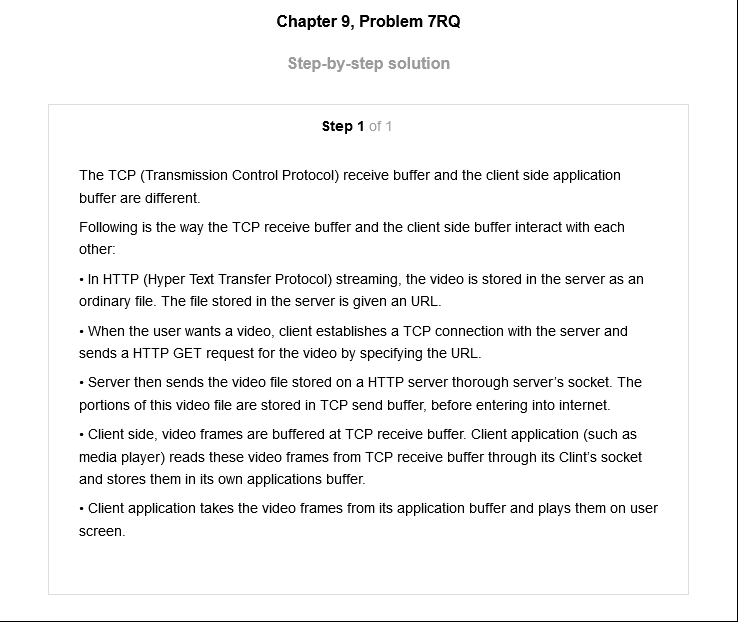 Chapter 9, Problem 7RQ
Step-by-step solution
Step 1 of 1
The TCP (Transmission Control Protocol) receive buffer and the client side application
buffer are different.
Following is the way the TCP receive buffer and the client side buffer interact with each
other:
• In HTTP (Hyper Text Transfer Protocol) streaming, the video is stored in the server as an
ordinary file. The file stored in the server is given an URL.
• When the user wants a video, client establishes a TCP connection with the server and
sends a HTTP GET request for the video by specifying the URL.
• Server then sends the video file stored on a HTTP server thorough server’s socket. The
portions of this video file are stored in TCP send buffer, before entering into internet.
• Client side, video frames are buffered at TCP receive buffer. Client application (such as
media player) reads these video frames from TCP receive buffer through its Clint’s socket
and stores them in its own applications buffer.
• Client application takes the video frames from its application buffer and plays them on user
screen.